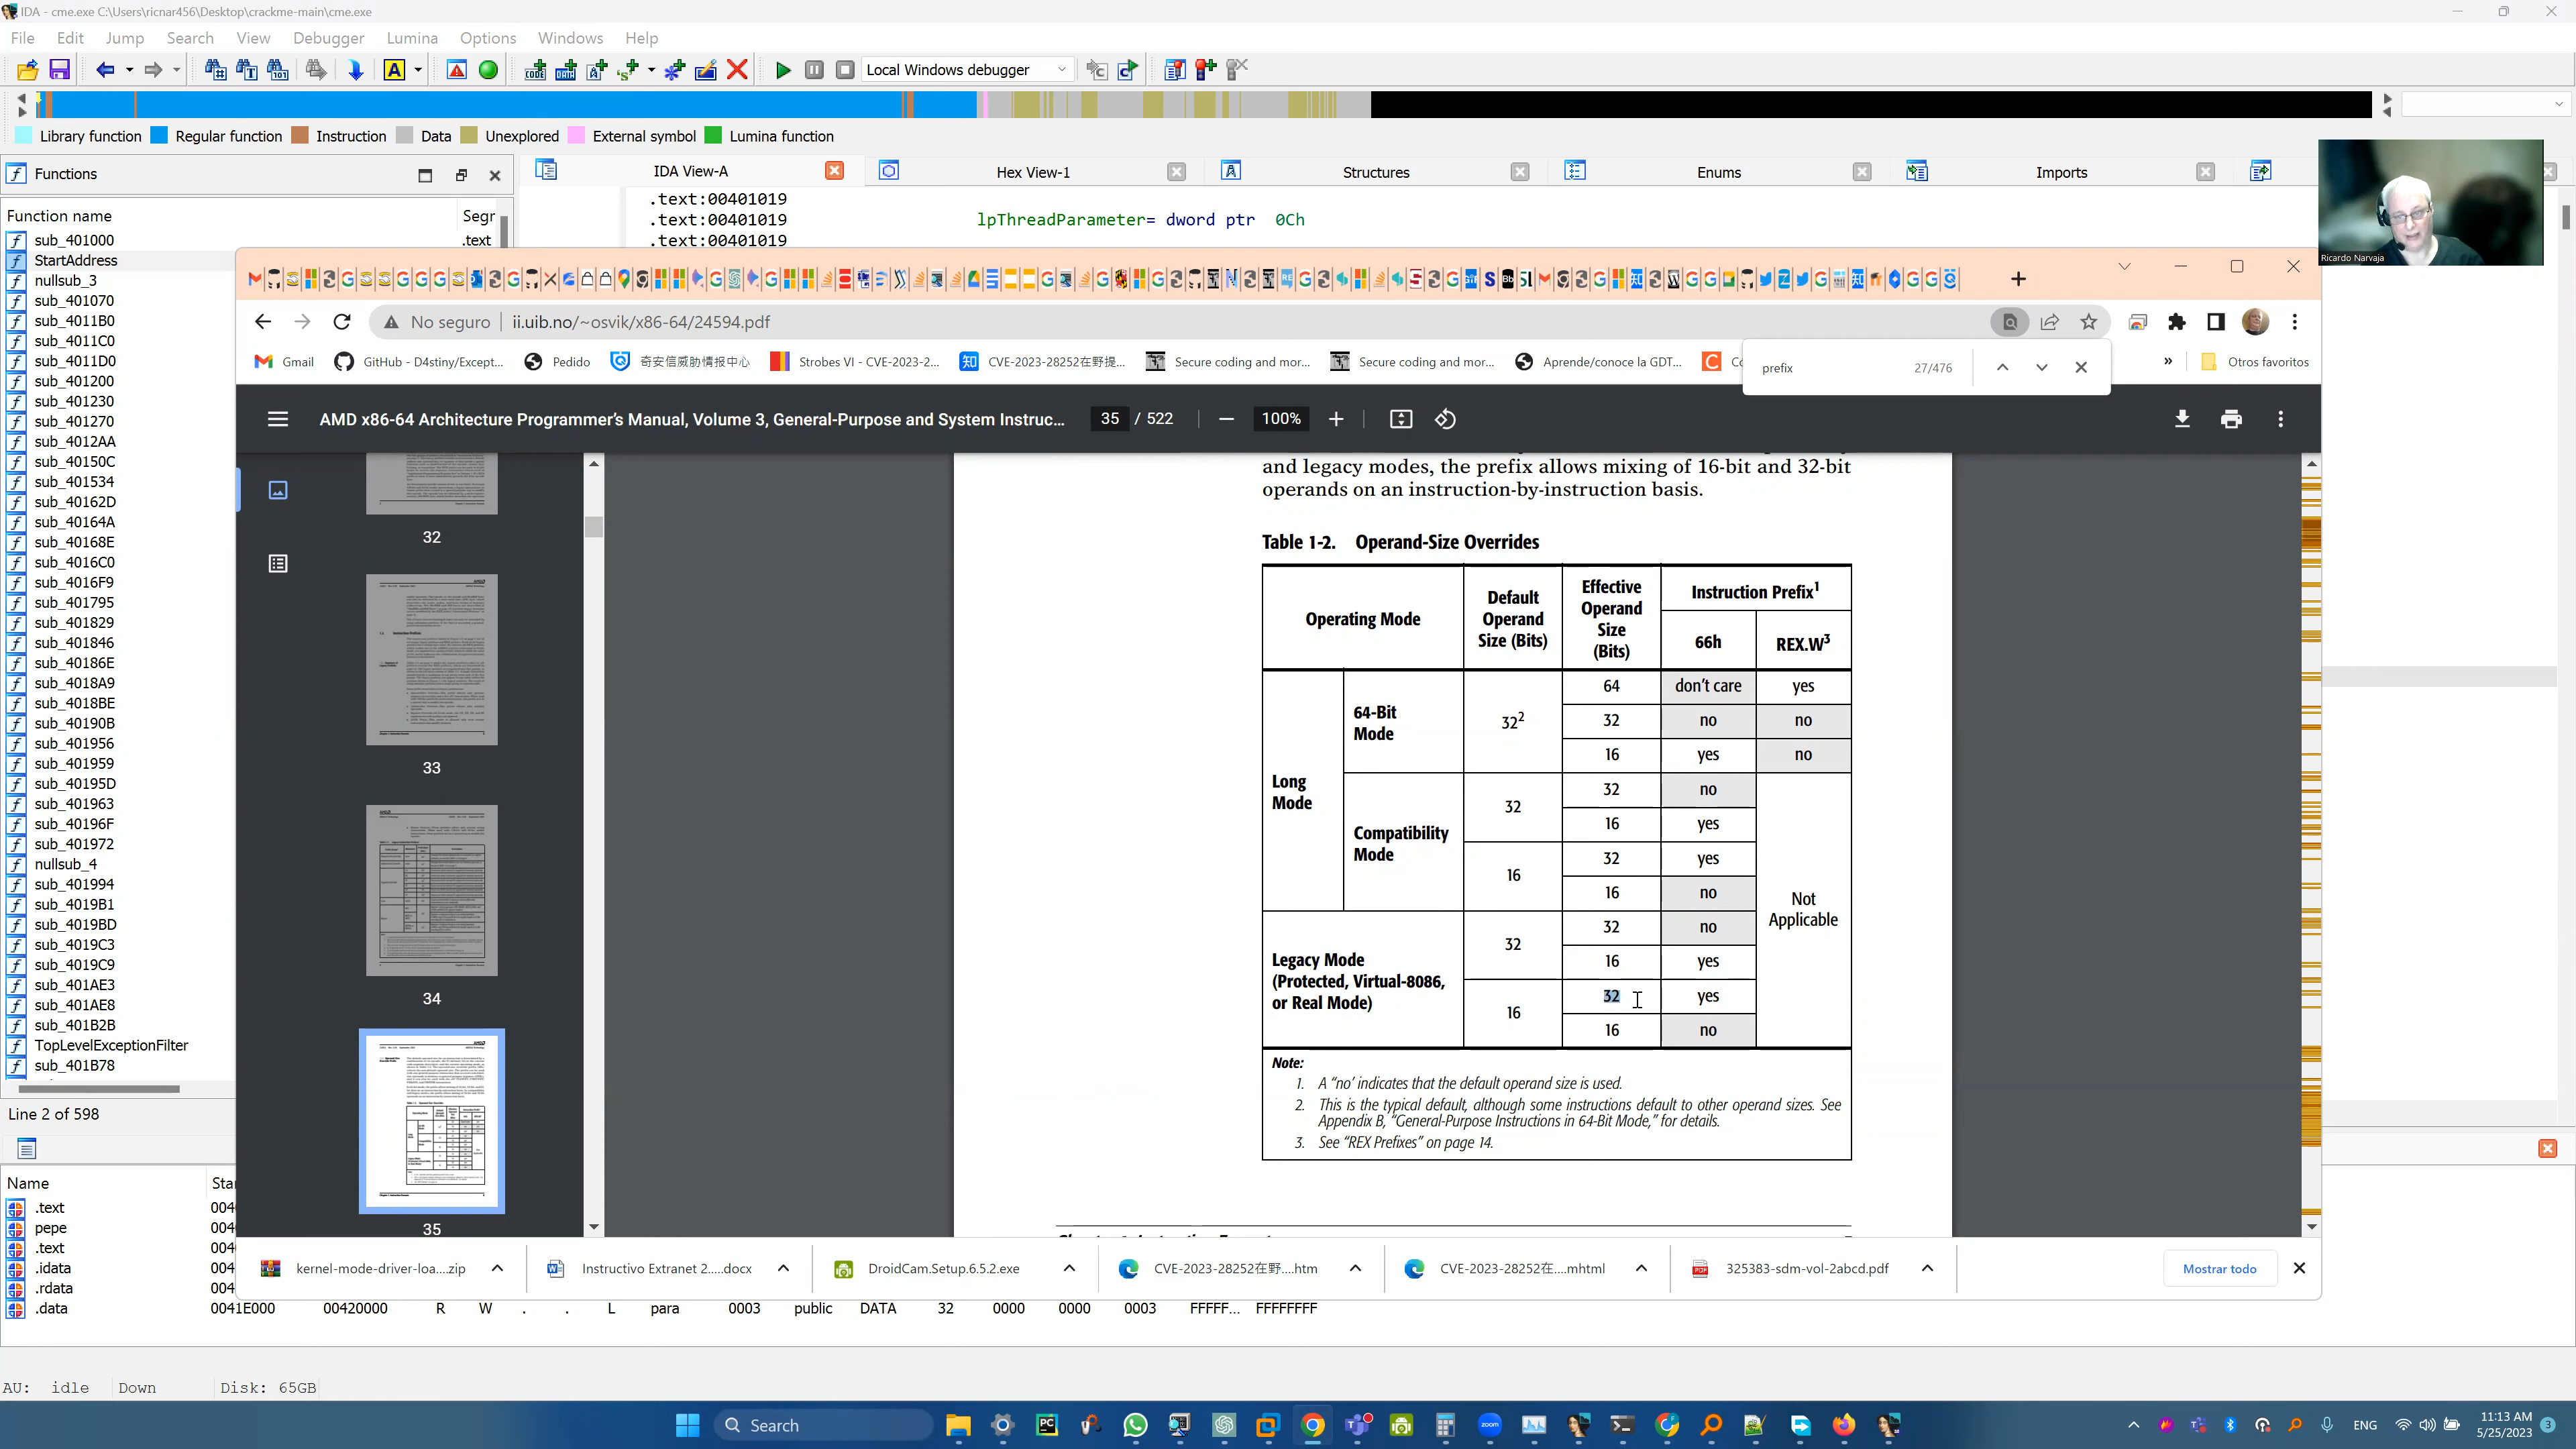 IDA - cme.exe C:\Users\ricnar456\Desktop\crackme-main\cme.exe
File Edit Jump Search View Debugger Lumina Options Windows Help
Local Windows debugger
Library function Regular function Instruction Data Unexplored External symbol Lumina function
Functions
IDA View-A Hex View-1 Structures Enums Imports
Function name Segr
sub_401000 .text
StartAddress
nullsub_3
sub_401070
sub_4011B0
sub_4011C0
sub_4011D0
sub_401200
sub_401230
sub_401270
sub_4012AA
sub_40150C
sub_401534
sub_40162D
sub_40164A
sub_40168E
sub_4016C0
sub_4016F9
sub_401795
sub_401829
sub_401846
sub_40186E
sub_4018A9
sub_4018BE
sub_40190B
sub_401956
sub_401959
sub_40195D
sub_401963
sub_40196F
sub_401972
nullsub_4
sub_401994
sub_4019B1
sub_4019BD
sub_4019C3
sub_4019C9
sub_401AE3
sub_401AE8
sub_401B2B
TopLevelExceptionFilter
sub_401B78
Line 2 of 598
.text:00401019
.text:00401019 lpThreadParameter= dword ptr 0Ch
.text:00401019
Ricardo Narvaja
No seguro ii.uib.no/~osvik/x86-64/24594.pdf
Gmail GitHub - D4stiny/Except... Pedido 奇安信威胁情报中心 Strobes VI - CVE-2023-2... CVE-2023-28252在野提... Secure coding and mor... Secure coding and mor... Aprende/conoce la GDT... » Otros favoritos
prefix 27/476
AMD x86-64 Architecture Programmer's Manual, Volume 3, General-Purpose and System Instruc... 35 / 522 100%
32
33
34
35
and legacy modes, the prefix allows mixing of 16-bit and 32-bit
operands on an instruction-by-instruction basis.
Table 1-2. Operand-Size Overrides
Operating Mode
Default Operand Size (Bits)
Effective Operand Size (Bits)
Instruction Prefix1
66h REX.W3
Long Mode
64-Bit Mode
32²
64 don't care yes
32 no no
16 yes no
Compatibility Mode
32
32 no
16 yes
16
32 yes
16 no
Not Applicable
Legacy Mode
(Protected, Virtual-8086,
or Real Mode)
32
32 no
16 yes
16
32 yes
16 no
Note:
1. A "no' indicates that the default operand size is used.
2. This is the typical default, although some instructions default to other operand sizes. See
Appendix B, "General-Purpose Instructions in 64-Bit Mode," for details.
3. See "REX Prefixes" on page 14.
kernel-mode-driver-loa....zip Instructivo Extranet 2.....docx DroidCam.Setup.6.5.2.exe CVE-2023-28252在野....htm CVE-2023-28252在....mhtml 325383-sdm-vol-2abcd.pdf Mostrar todo
Name Star
.text 004
pepe 004
.text 004
.idata 004
.rdata 004
.data 0041E000 00420000 R W . . L para 0003 public DATA 32 0000 0000 0003 FFFFF... FFFFFFFF
AU: idle Down Disk: 65GB
Search
ENG
11:13 AM
5/25/2023
3